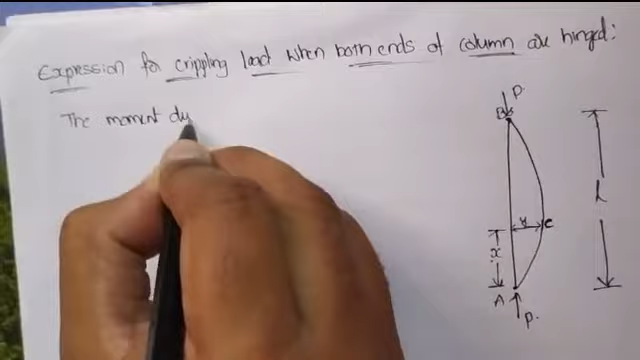 Expression for crippling load when both ends of column are hinged:
The moment du
P.
B
y
C
x
l
A
P.